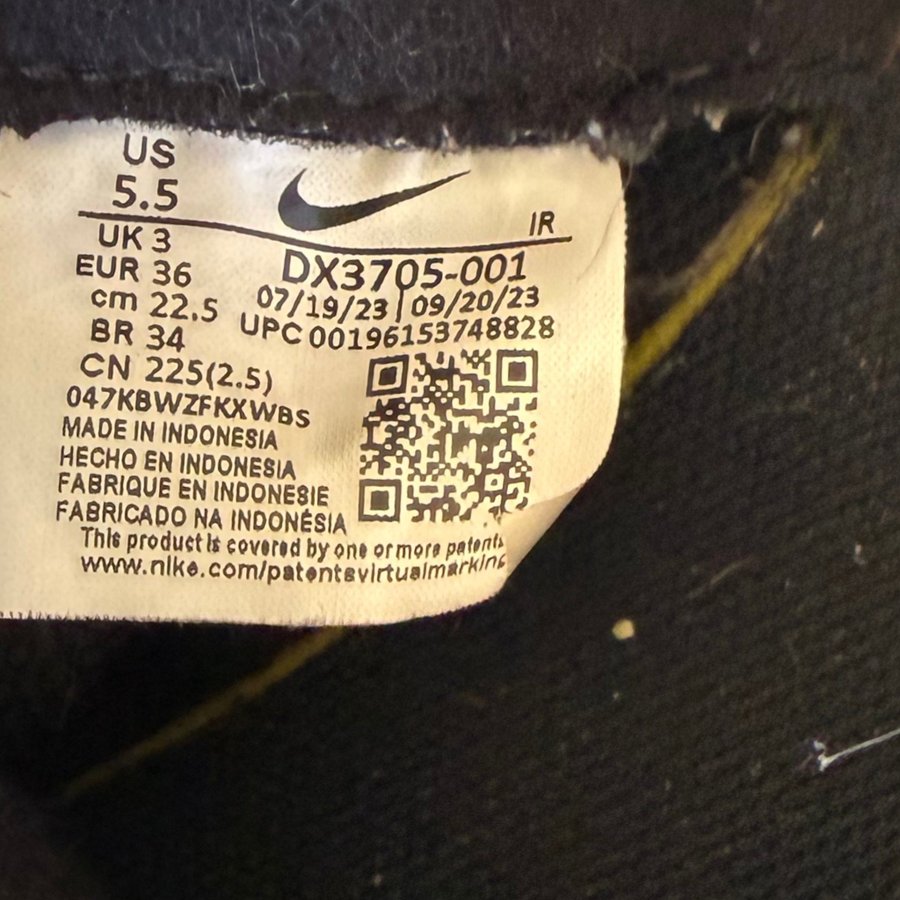 US
5.5
IR
UK 3
EUR 36
cm 22.5
BR 34
CN 225(2.5)
DX3705-001
07/19/23 | 09/20/23
UPC 00196153748828
047KBWZFKXWBS
MADE IN INDONESIA
HECHO EN INDONESIA
FABRIQUE EN INDONESIE
FABRICADO NA INDONÉSIA
This product is covered by one or more patents
www.nike.com/patentsvirtualmarking